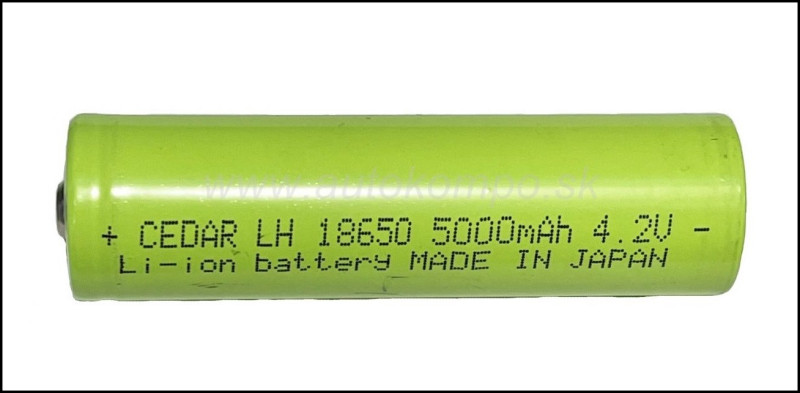 www.autokompo.sk
+ CEDAR LH 18650 5000mAh 4.2V -
Li-ion battery MADE IN JAPAN